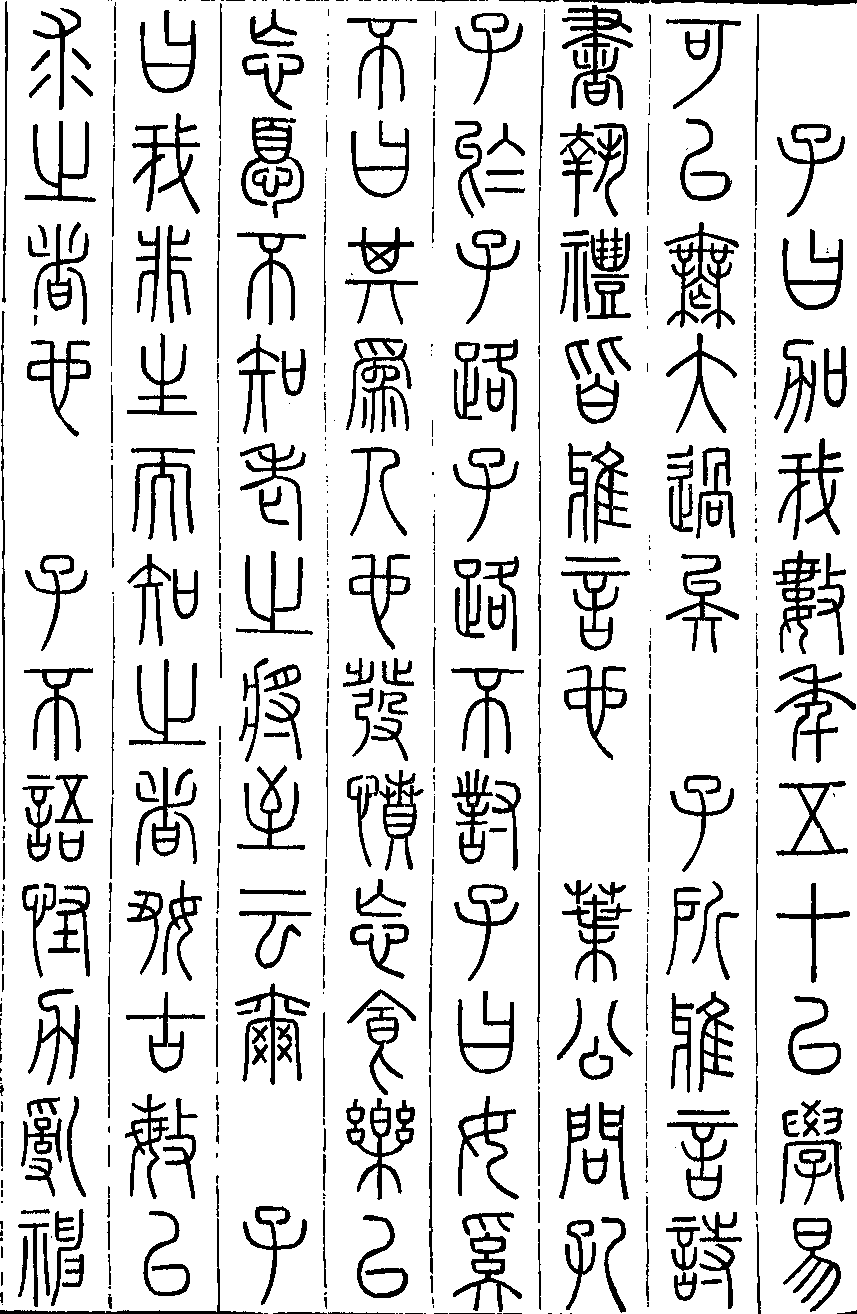 子曰加我數年五十以學易
可以無大過矣　子所雅言詩
書執禮皆雅言也　葉公問孔
子於子路子路不對子曰女奚
不曰其爲人也發憤忘食樂以
忘憂不知老之將至云爾　子
曰我非生而知之者好古敏以
求之者也　子不語怪力亂神